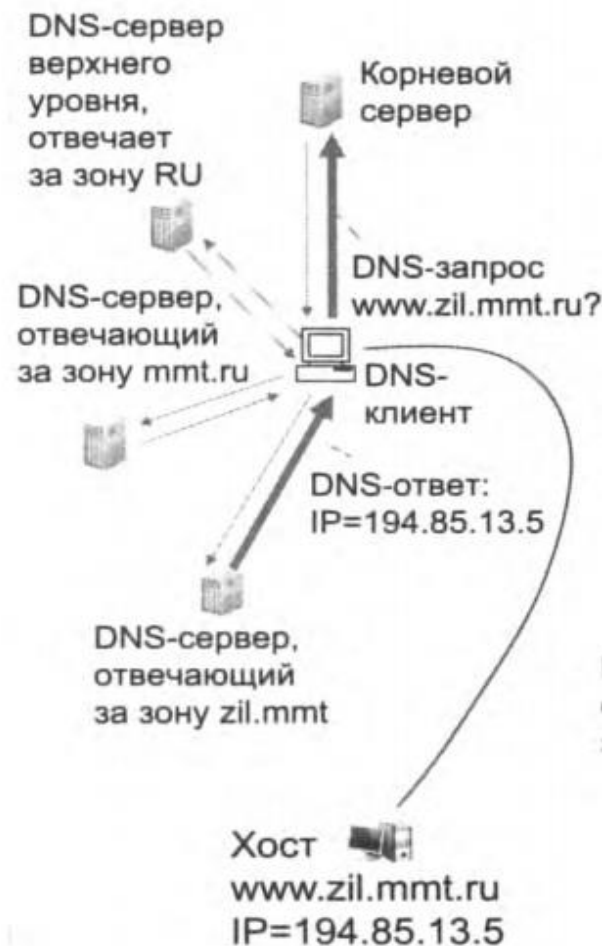 DNS-сервер
верхнего
уровня,
отвечает
за зону RU
Корневой
сервер
DNS-запрос
www.zil.mmt.ru?
DNS-сервер,
отвечающий
за зону mmt.ru
DNS-
клиент
DNS-ответ:
IP=194.85.13.5
DNS-сервер,
отвечающий
за зону zil.mmt
Хост
www.zil.mmt.ru
IP=194.85.13.5